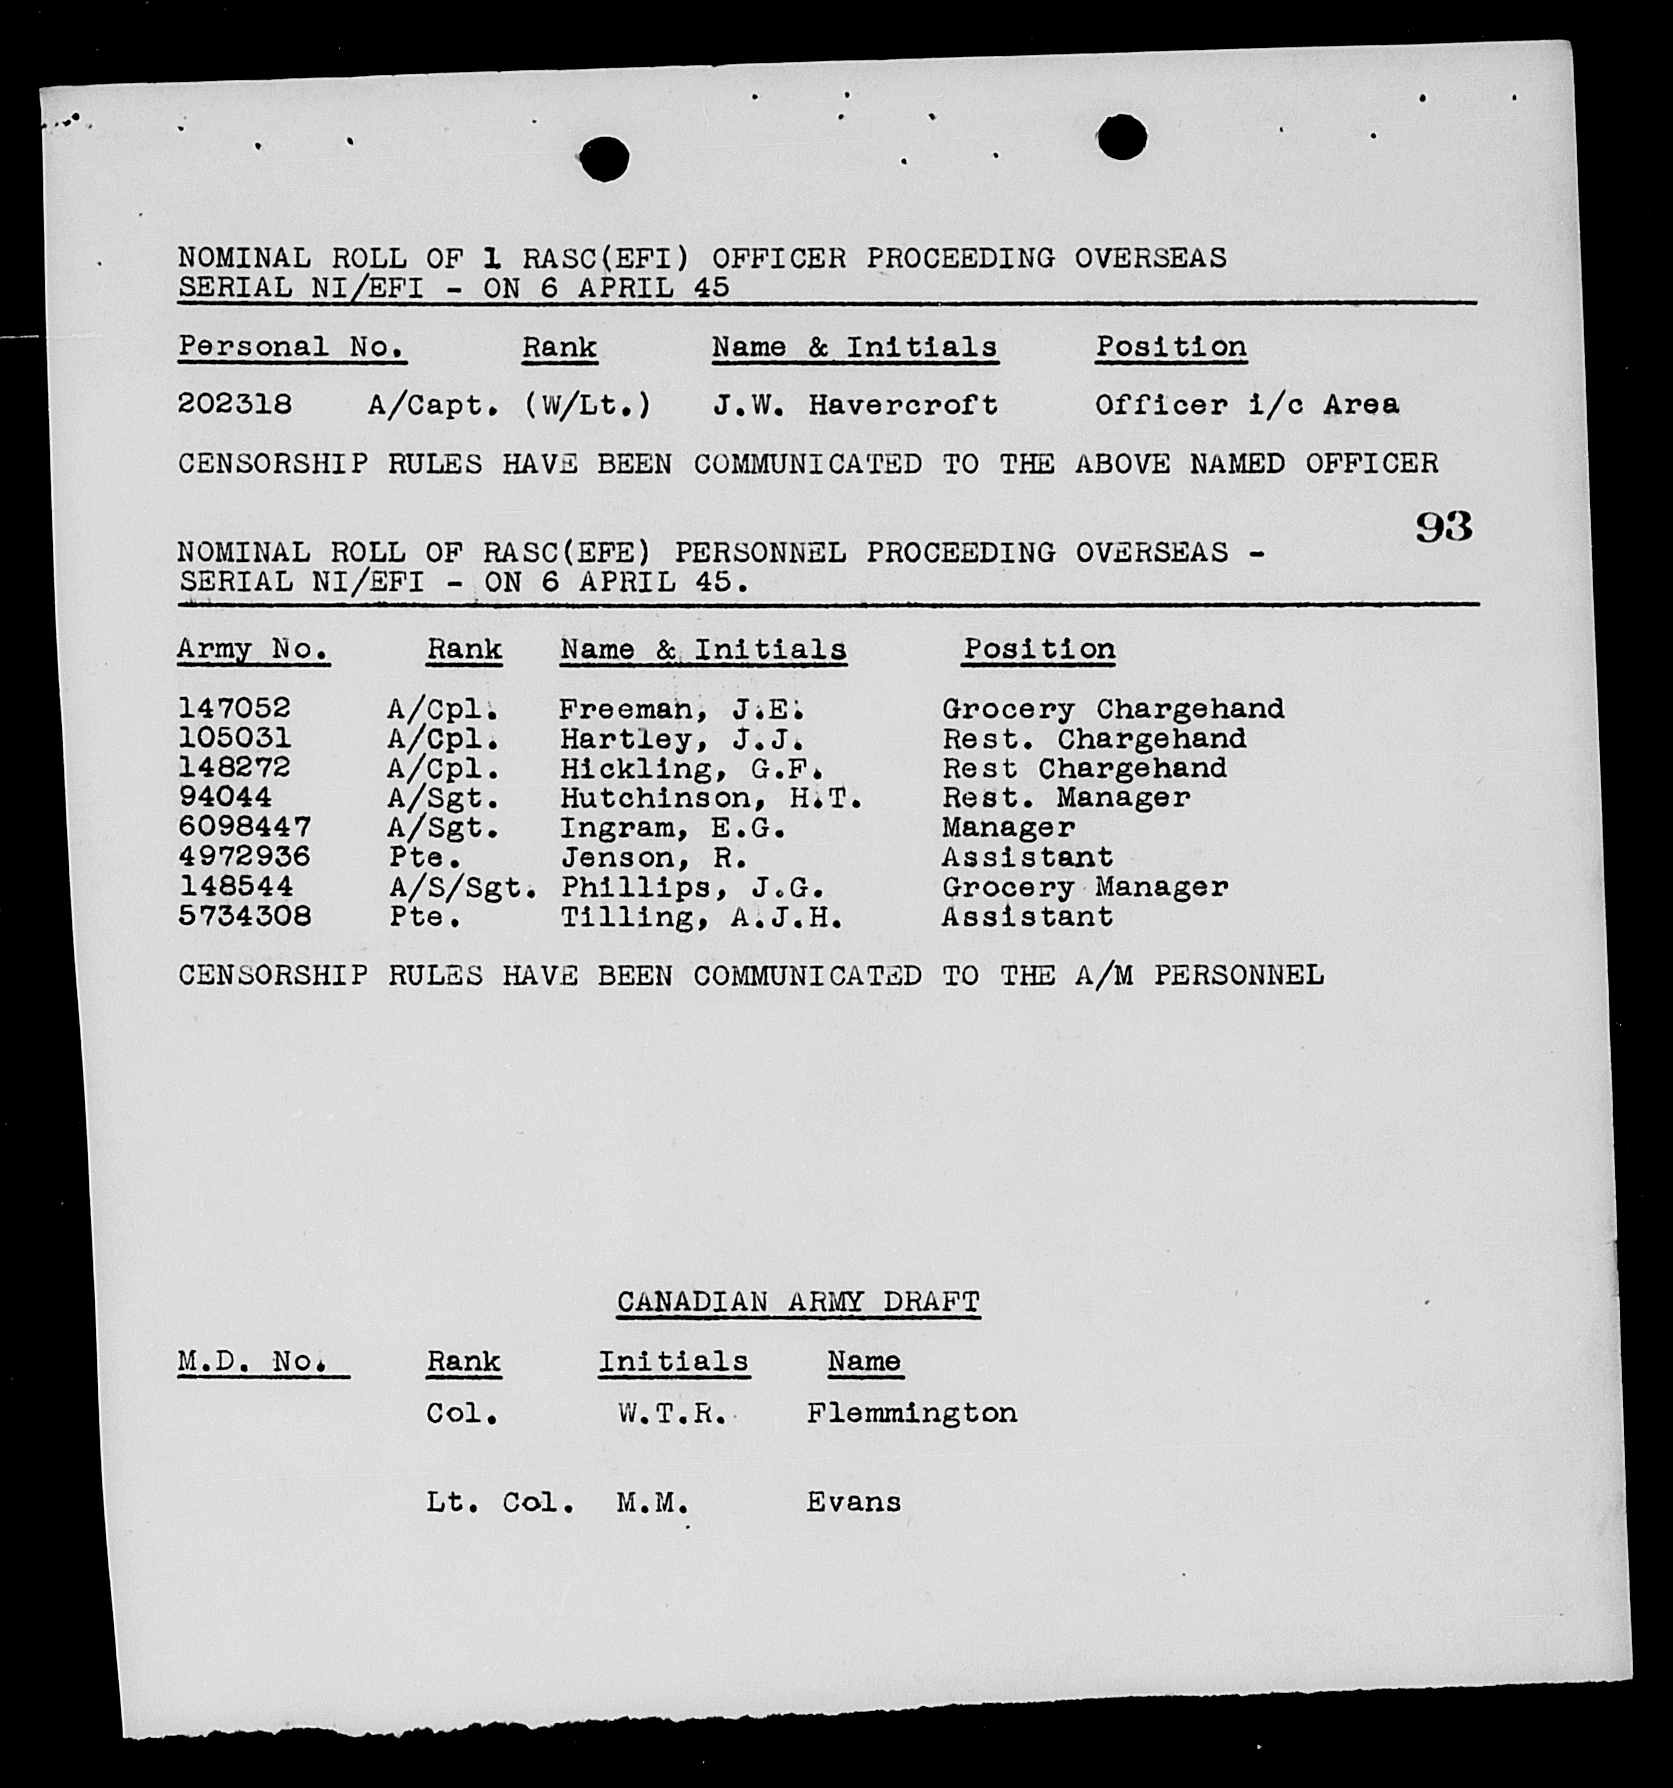 NOMINAL ROLL OF 1 RASC(EFI) OFFICER PROCEEDING OVERSEAS
SERIAL NI/EFI - ON 6 APRIL 45
Personal No. Rank Name & Initials Position
202318 A/Capt. (W/Lt.) J.W. Havercroft Officer i/c Area
CENSORSHIP RULES HAVE BEEN COMMUNICATED TO THE ABOVE NAMED OFFICER
93
NOMINAL ROLL OF RASC(EFE) PERSONNEL PROCEEDING OVERSEAS -
SERIAL NI/EFI - ON 6 APRIL 45.
Army No. Rank Name & Initials Position
147052 A/Cpl. Freeman, J.E. Grocery Chargehand
105031 A/Cpl. Hartley, J.J. Rest. Chargehand
148272 A/Cpl. Hickling, G.F. Rest Chargehand
94044 A/Sgt. Hutchinson, H.T. Rest. Manager
6098447 A/Sgt. Ingram, E.G. Manager
4972936 Pte. Jenson, R. Assistant
148544 A/S/Sgt. Phillips, J.G. Grocery Manager
5734308 Pte. Tilling, A.J.H. Assistant
CENSORSHIP RULES HAVE BEEN COMMUNICATED TO THE A/M PERSONNEL
CANADIAN ARMY DRAFT
M.D. No. Rank Initials Name
Col. W.T.R. Flemmington
Lt. Col. M.M. Evans